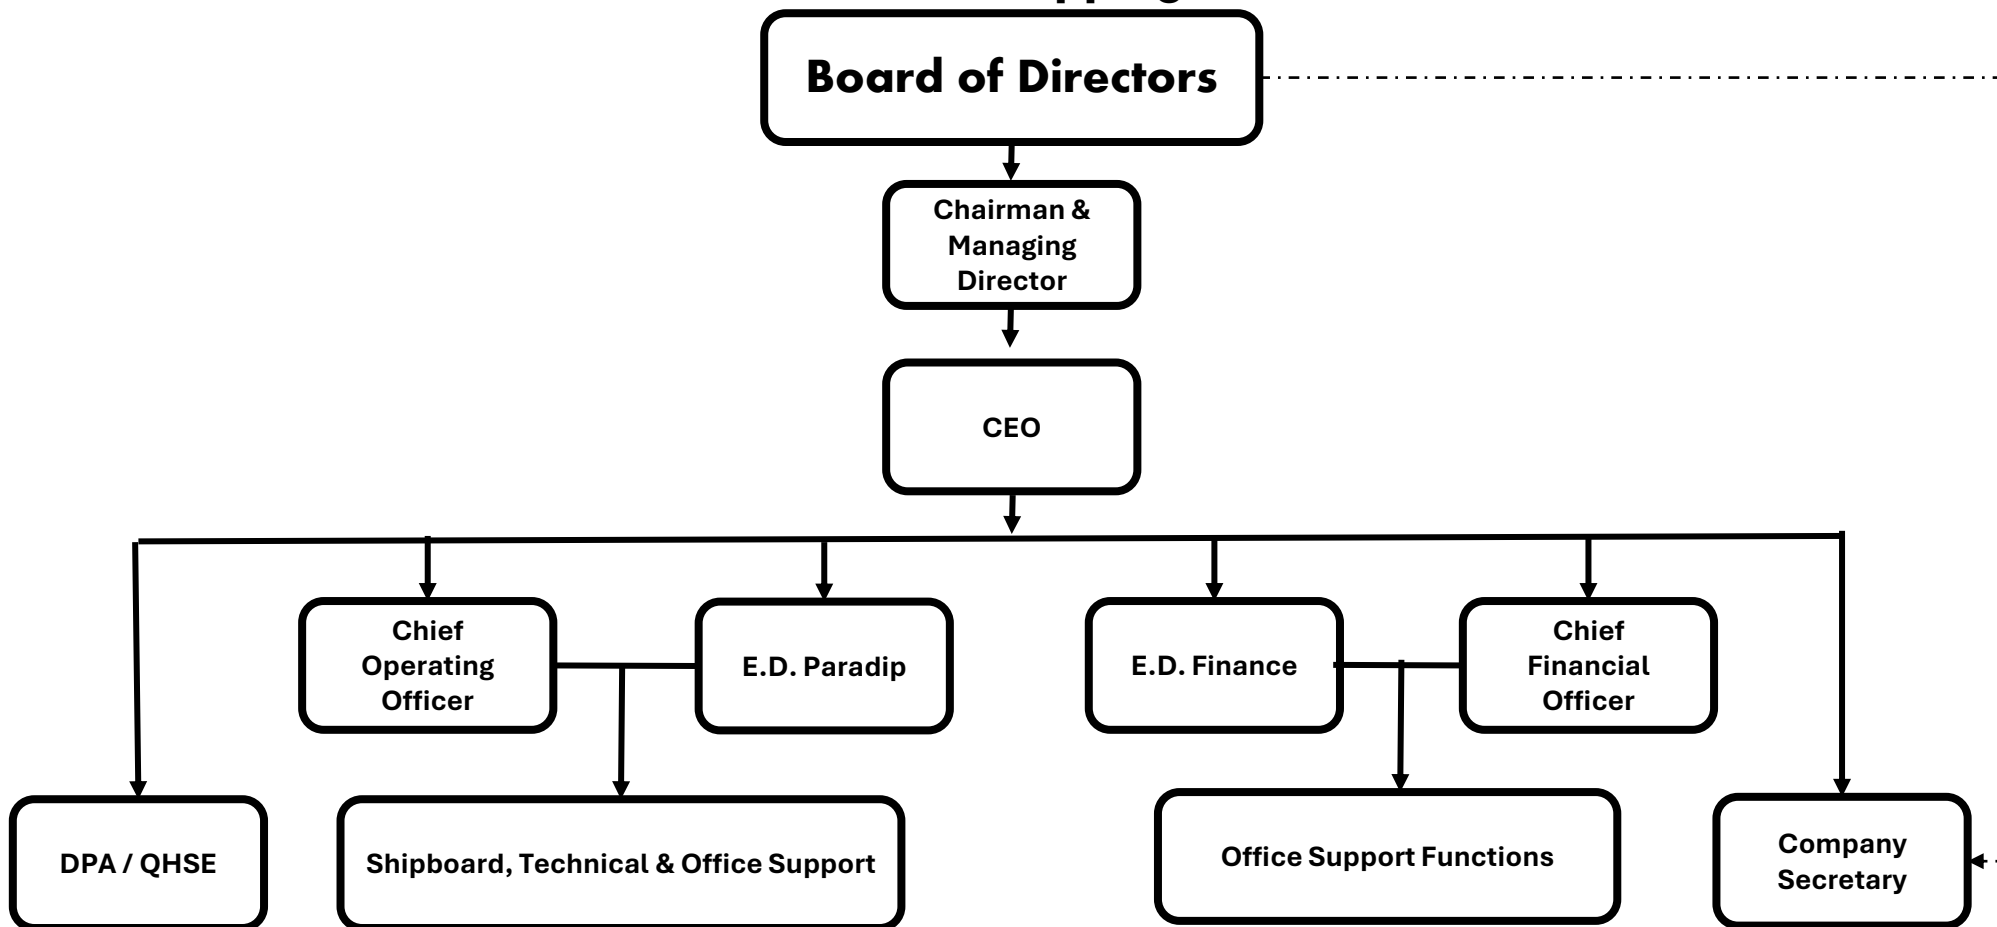 Board of Directors
Chairman &
Managing
Director
CEO
Chief
Operating
Officer
E.D. Paradip
E.D. Finance
Chief
Financial
Officer
DPA / QHSE
Shipboard, Technical & Office Support
Office Support Functions
Company
Secretary